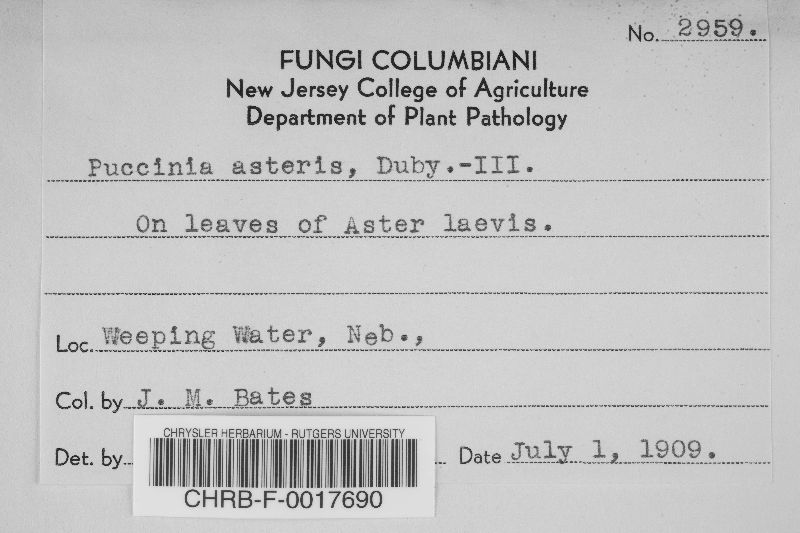 No. 2959.
FUNGI COLUMBIANI
New Jersey College of Agriculture
Department of Plant Pathology
Puccinia asteris, Duby.-III.
On leaves of Aster laevis.
Loc. Weeping Water, Neb.,
Col. by J. M. Bates
Det. by Date July 1, 1909.
CHRYSLER HERBARIUM - RUTGERS UNIVERSITY
CHRB-F-0017690